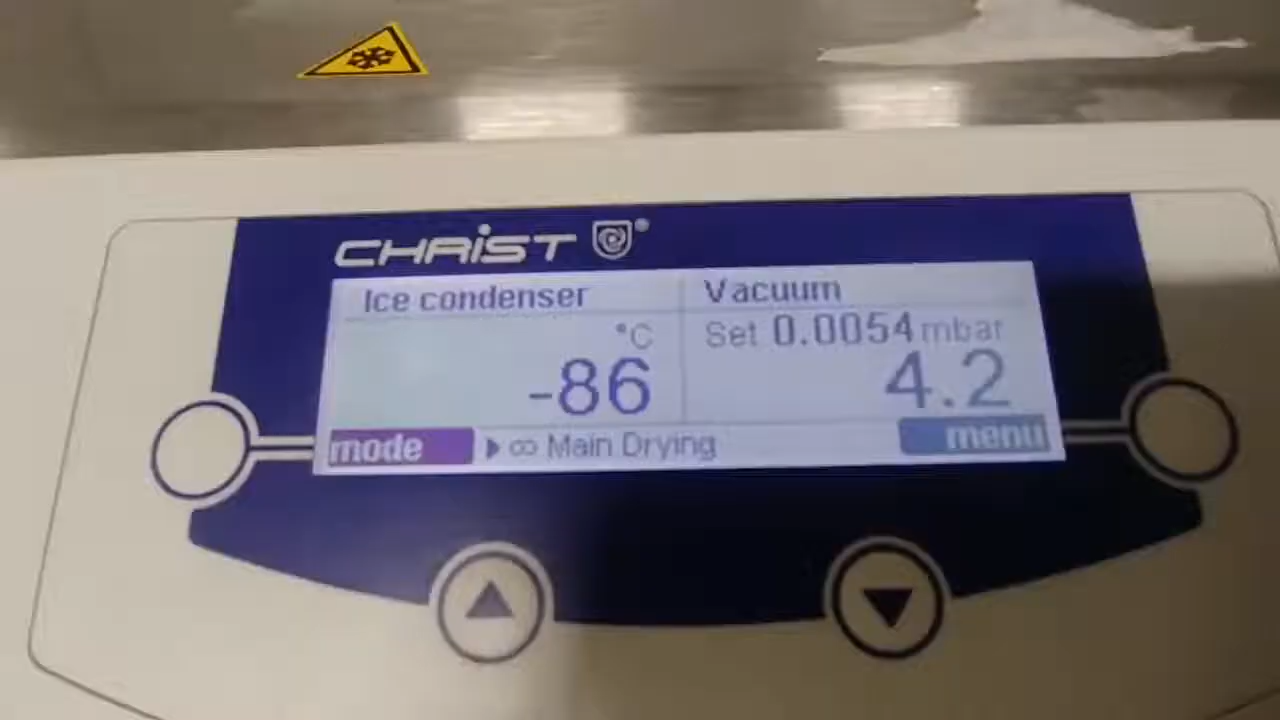 CHRiST ®
Ice condenser
Vacuum
°C
Set 0.0054 mbar
-86
4.2
mode
∞ Main Drying
menu